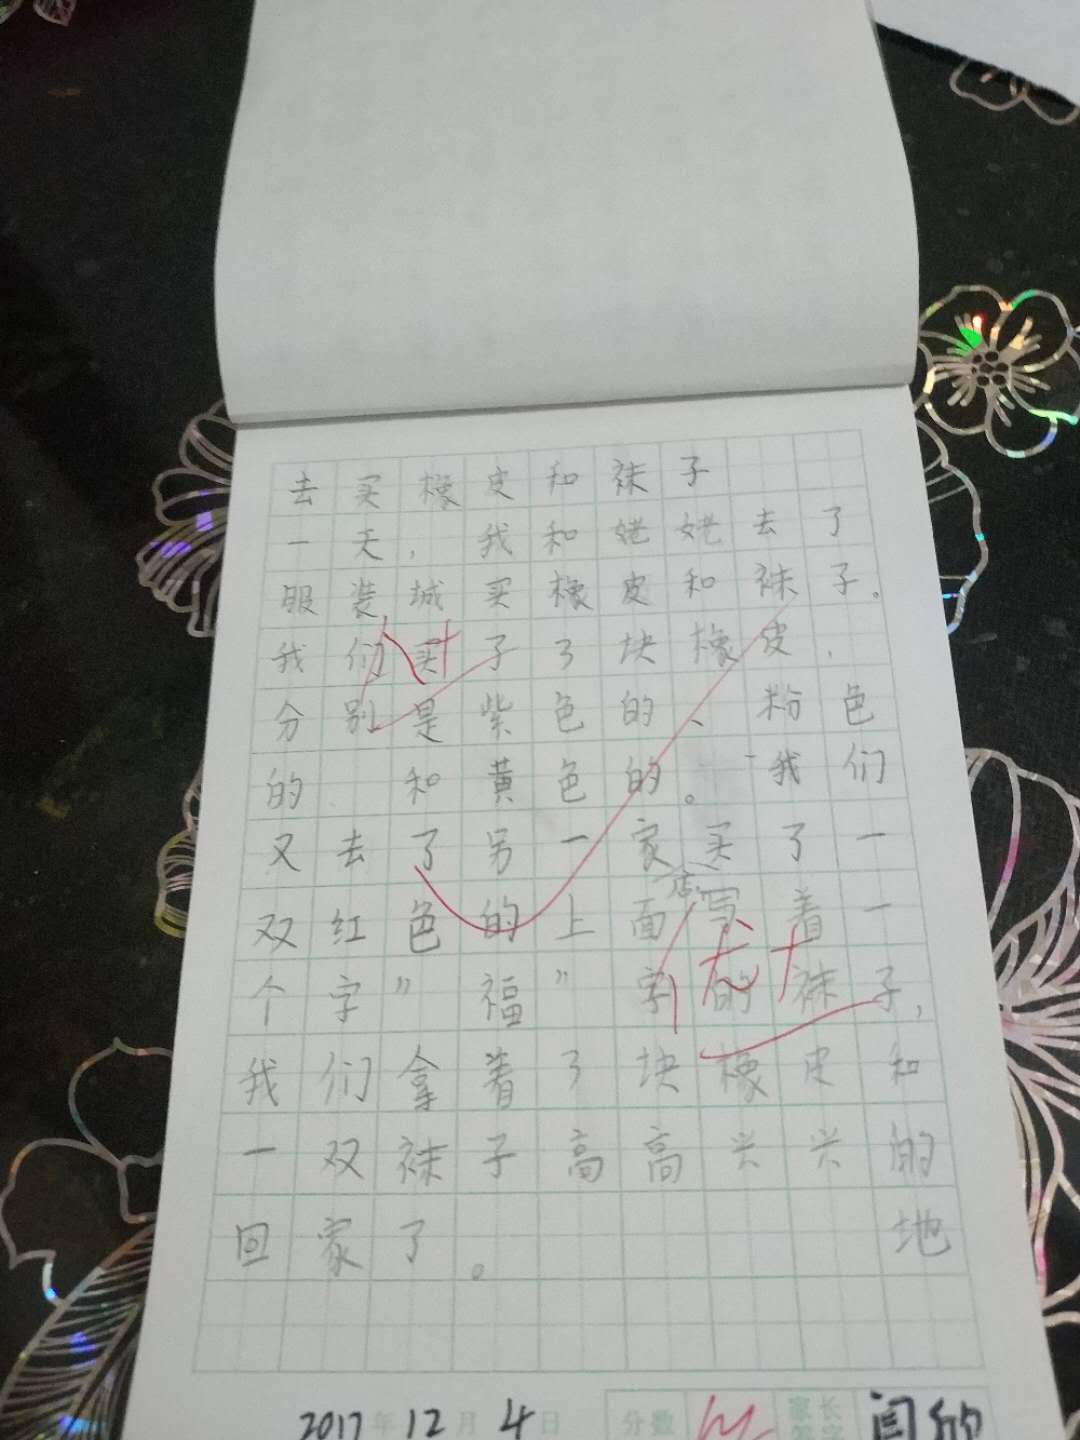 去买橡皮和袜子
一天，我和姥姥去了
服装城买橡皮和袜子。
我们买子了块橡皮，
分别是紫色的、粉色
的和黄色的。我们
又去了另一家买了一
店
双红色的上面写着一
个字”福”字的袜子，
我们拿着了块橡皮和
一双袜子高高兴兴的
回家了。 地
2017年12月4日 分数 家长